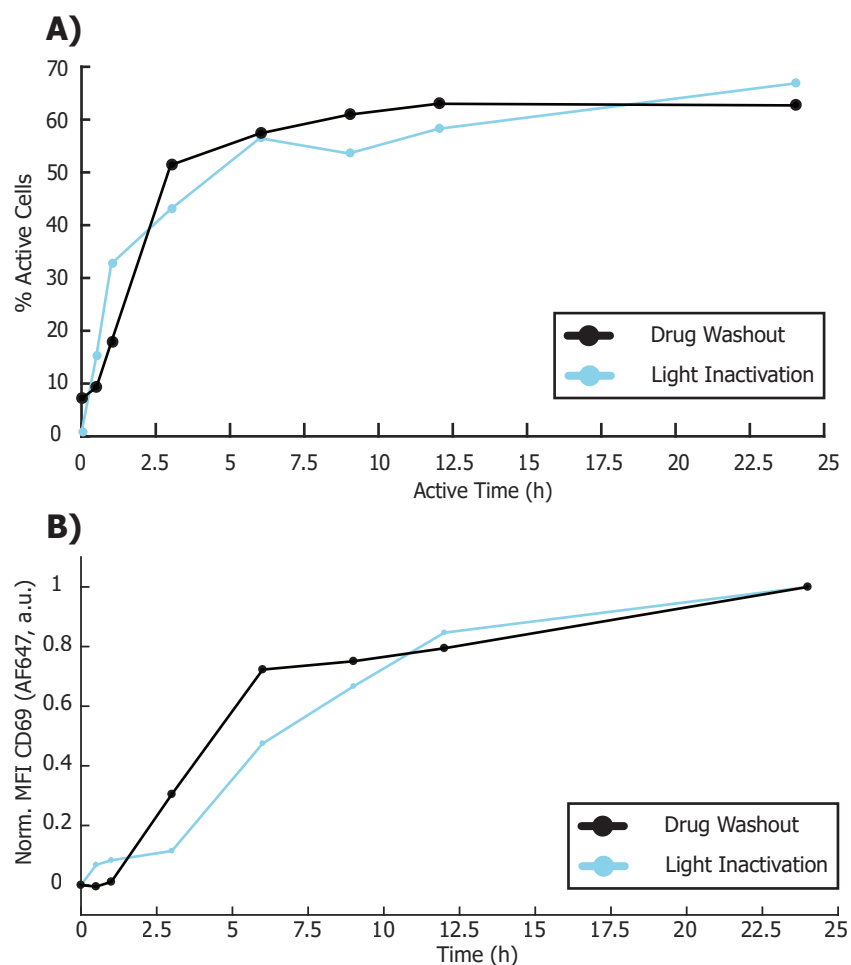 A)
% Active Cells
70
60
50
40
30
20
10
0
0 2.5 5 7.5 10 12.5 15 17.5 20 22.5 25
Active Time (h)
Drug Washout
Light Inactivation
B)
Norm. MFI CD69 (AF647, a.u.)
1
0.8
0.6
0.4
0.2
0
0 2.5 5 7.5 10 12.5 15 17.5 20 22.5 25
Time (h)
Drug Washout
Light Inactivation